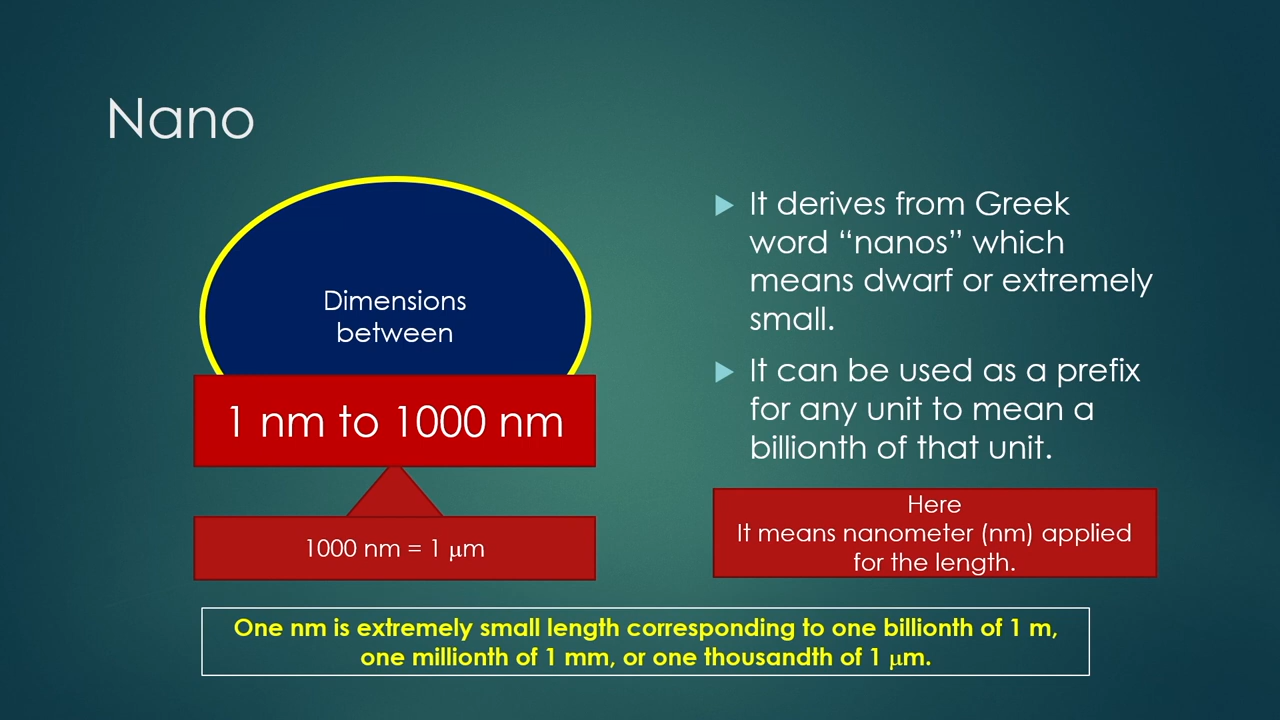 Nano
Dimensions
between
1 nm to 1000 nm
1000 nm = 1 μm
It derives from Greek
word “nanos” which
means dwarf or extremely
small.
It can be used as a prefix
for any unit to mean a
billionth of that unit.
Here
It means nanometer (nm) applied
for the length.
One nm is extremely small length corresponding to one billionth of 1 m,
one millionth of 1 mm, or one thousandth of 1 μm.